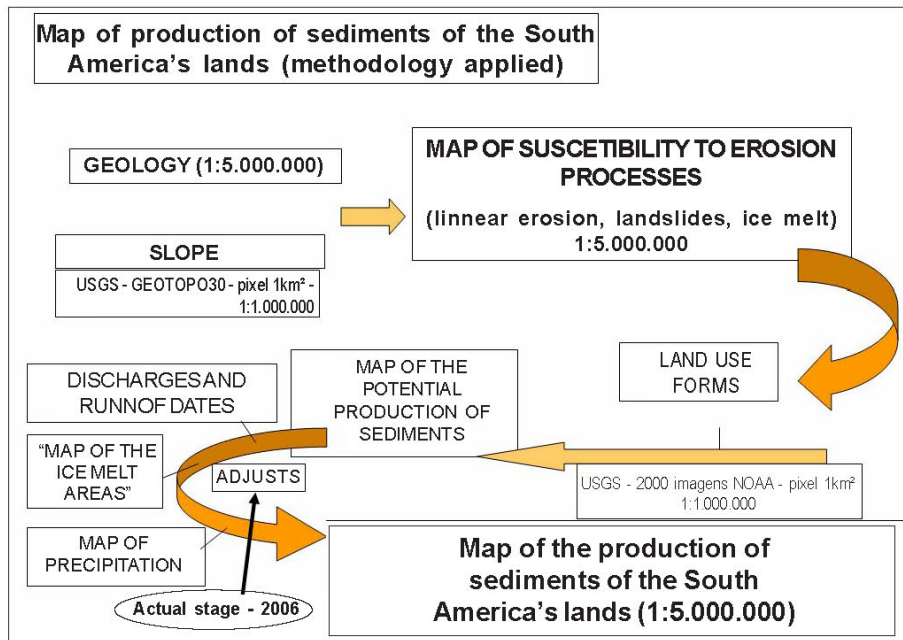 Map of production of sediments of the South
America's lands (methodology applied)
GEOLOGY (1:5.000.000)
MAP OF SUSCETIBILITY TO EROSION
PROCESSES
(linnear erosion, landslides, ice melt)
1:5.000.000
SLOPE
USGS - GEOTOPO30 - pixel 1km² -
1:1.000.000
LAND USE
FORMS
MAP OF THE
POTENTIAL
PRODUCTION OF
SEDIMENTS
DISCHARGES AND
RUNNOF DATES
"MAP OF THE
ICE MELT
AREAS"
ADJUSTS
USGS - 2000 imagens NOAA - pixel 1km²
1:1.000.000
MAP OF
PRECIPITATION
Actual stage - 2006
Map of the production of
sediments of the South
America's lands (1:5.000.000)